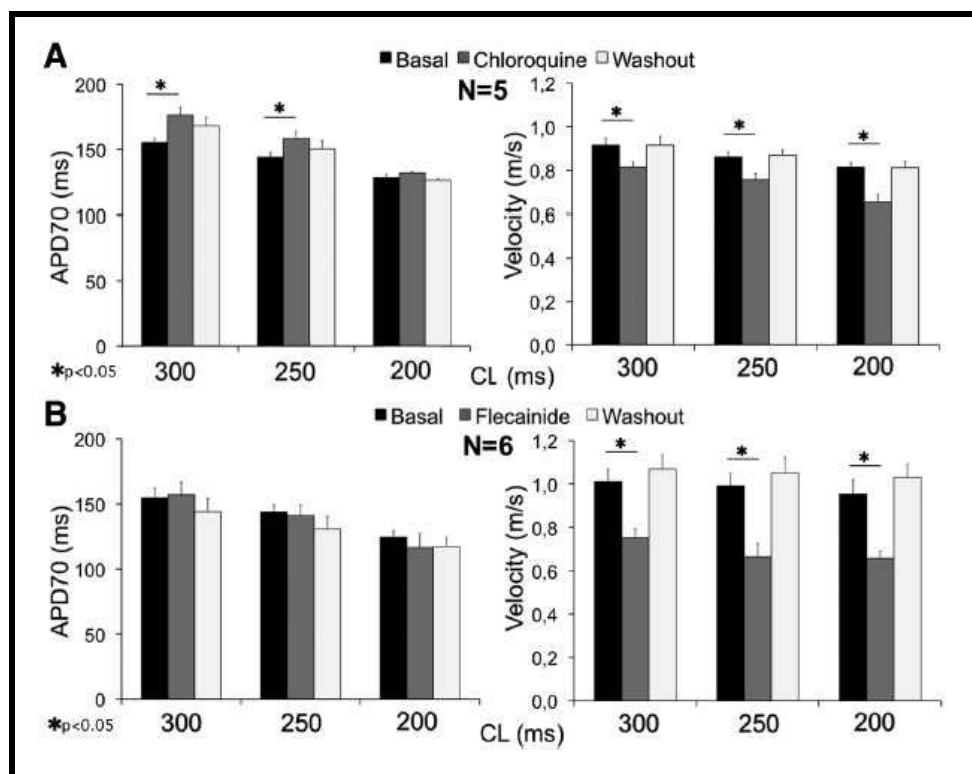 A
Basal Chloroquine Washout
N=5
200
150
100
50
0
APD70 (ms)
*
*
300 250 200
*p<0.05
CL (ms)
1,2
1,0
0,8
0,6
0,4
0,2
0,0
Velocity (m/s)
*
*
*
300 250 200
B
Basal Flecainide Washout
N=6
200
150
100
50
0
APD70 (ms)
300 250 200
*p<0.05
CL (ms)
1,2
1,0
0,8
0,6
0,4
0,2
0,0
Velocity (m/s)
*
*
*
300 250 200